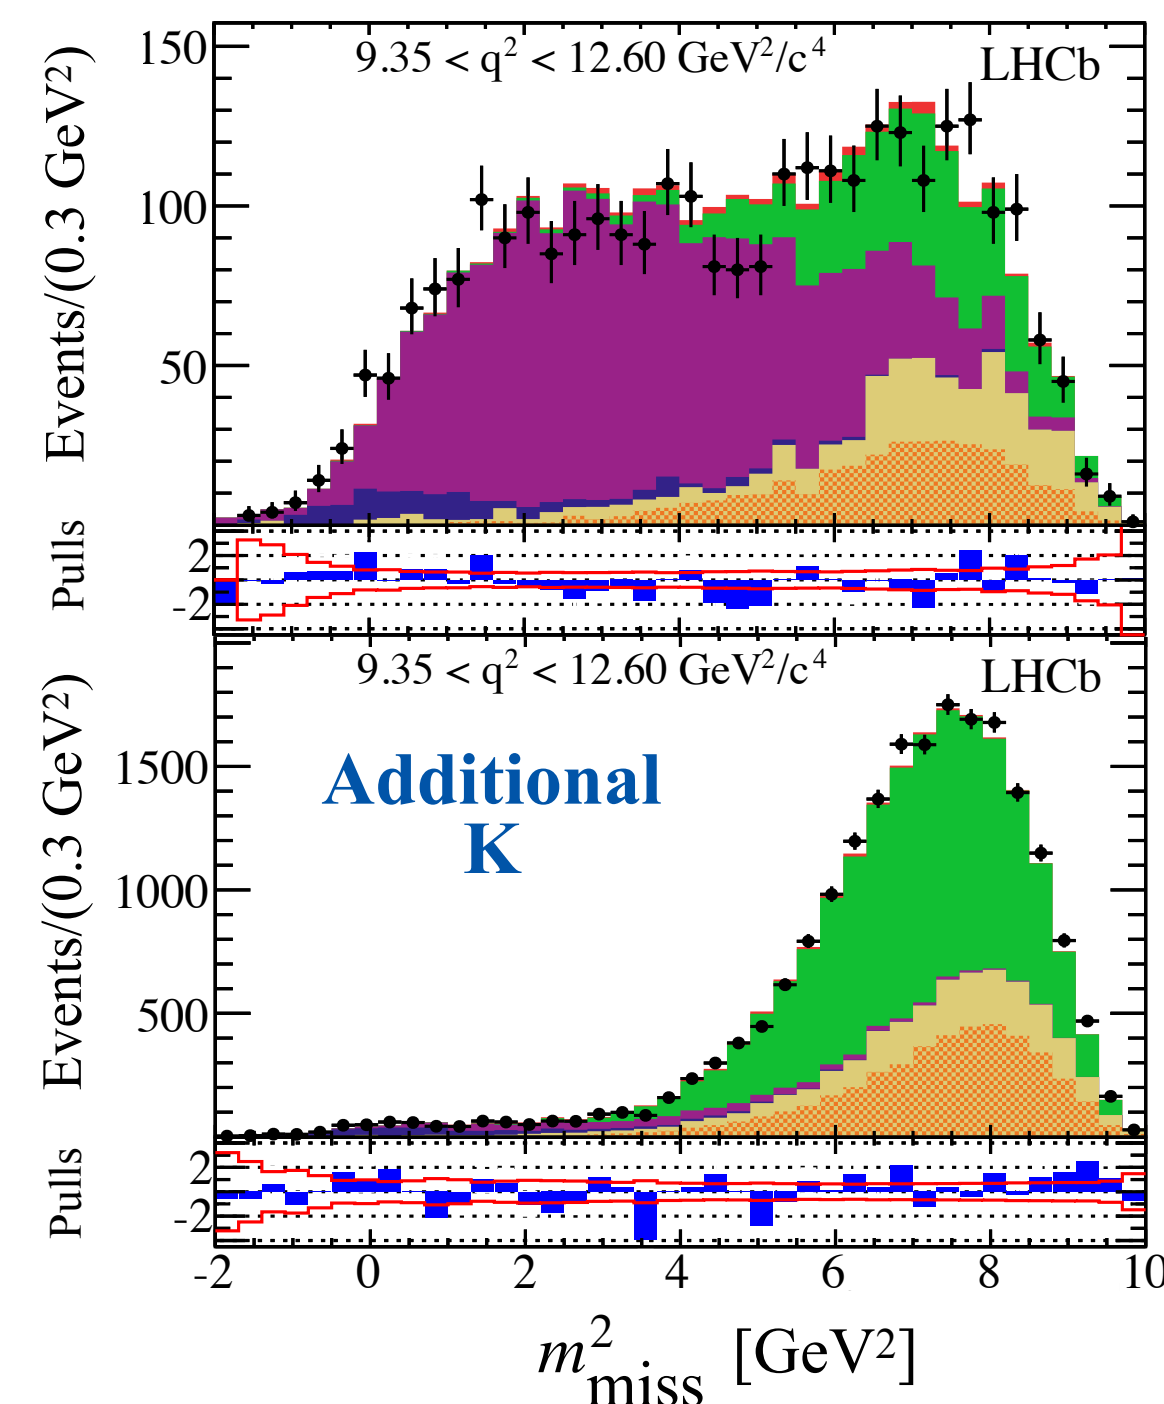 9.35 < q² < 12.60 GeV²/c⁴
LHCb
Events/(0.3 GeV²)
150
100
50
Pulls
2
-2
9.35 < q² < 12.60 GeV²/c⁴
LHCb
Additional
K
Events/(0.3 GeV²)
1500
1000
500
Pulls
2
-2
-2 0 2 4 6 8 10
m²miss [GeV²]